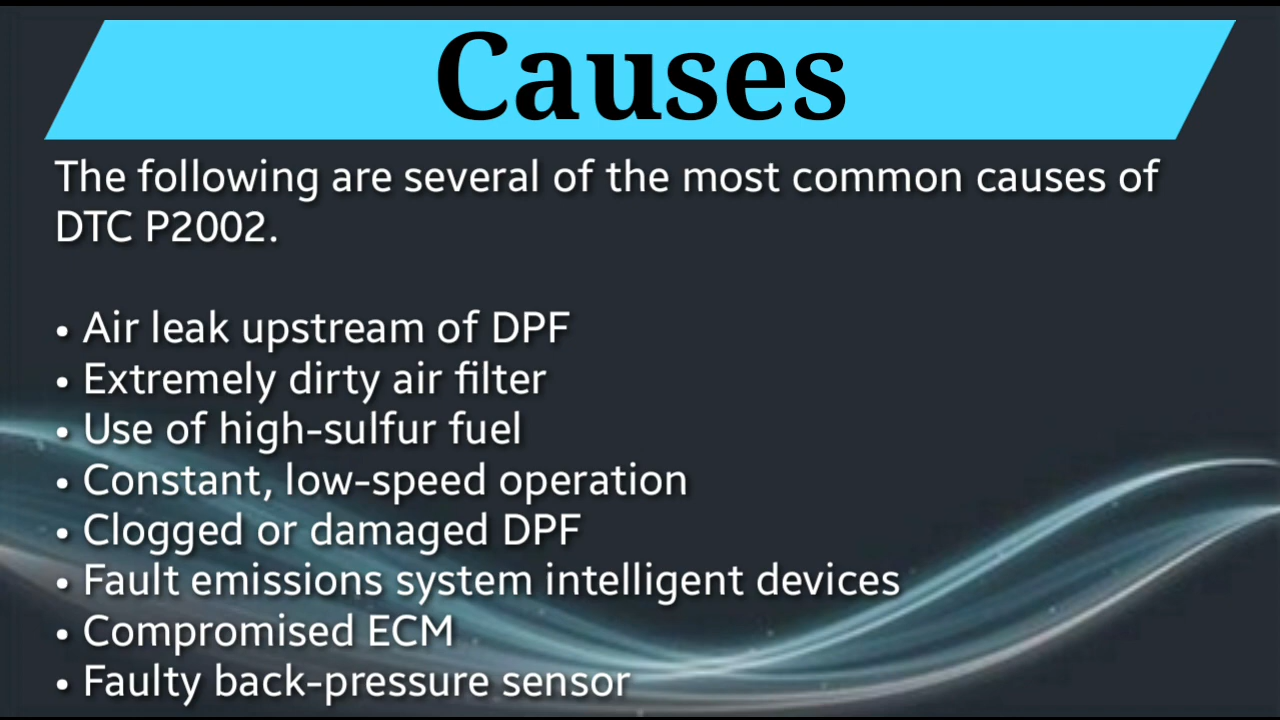 Causes
The following are several of the most common causes of
DTC P2002.
• Air leak upstream of DPF
• Extremely dirty air filter
• Use of high-sulfur fuel
• Constant, low-speed operation
• Clogged or damaged DPF
• Fault emissions system intelligent devices
• Compromised ECM
• Faulty back-pressure sensor